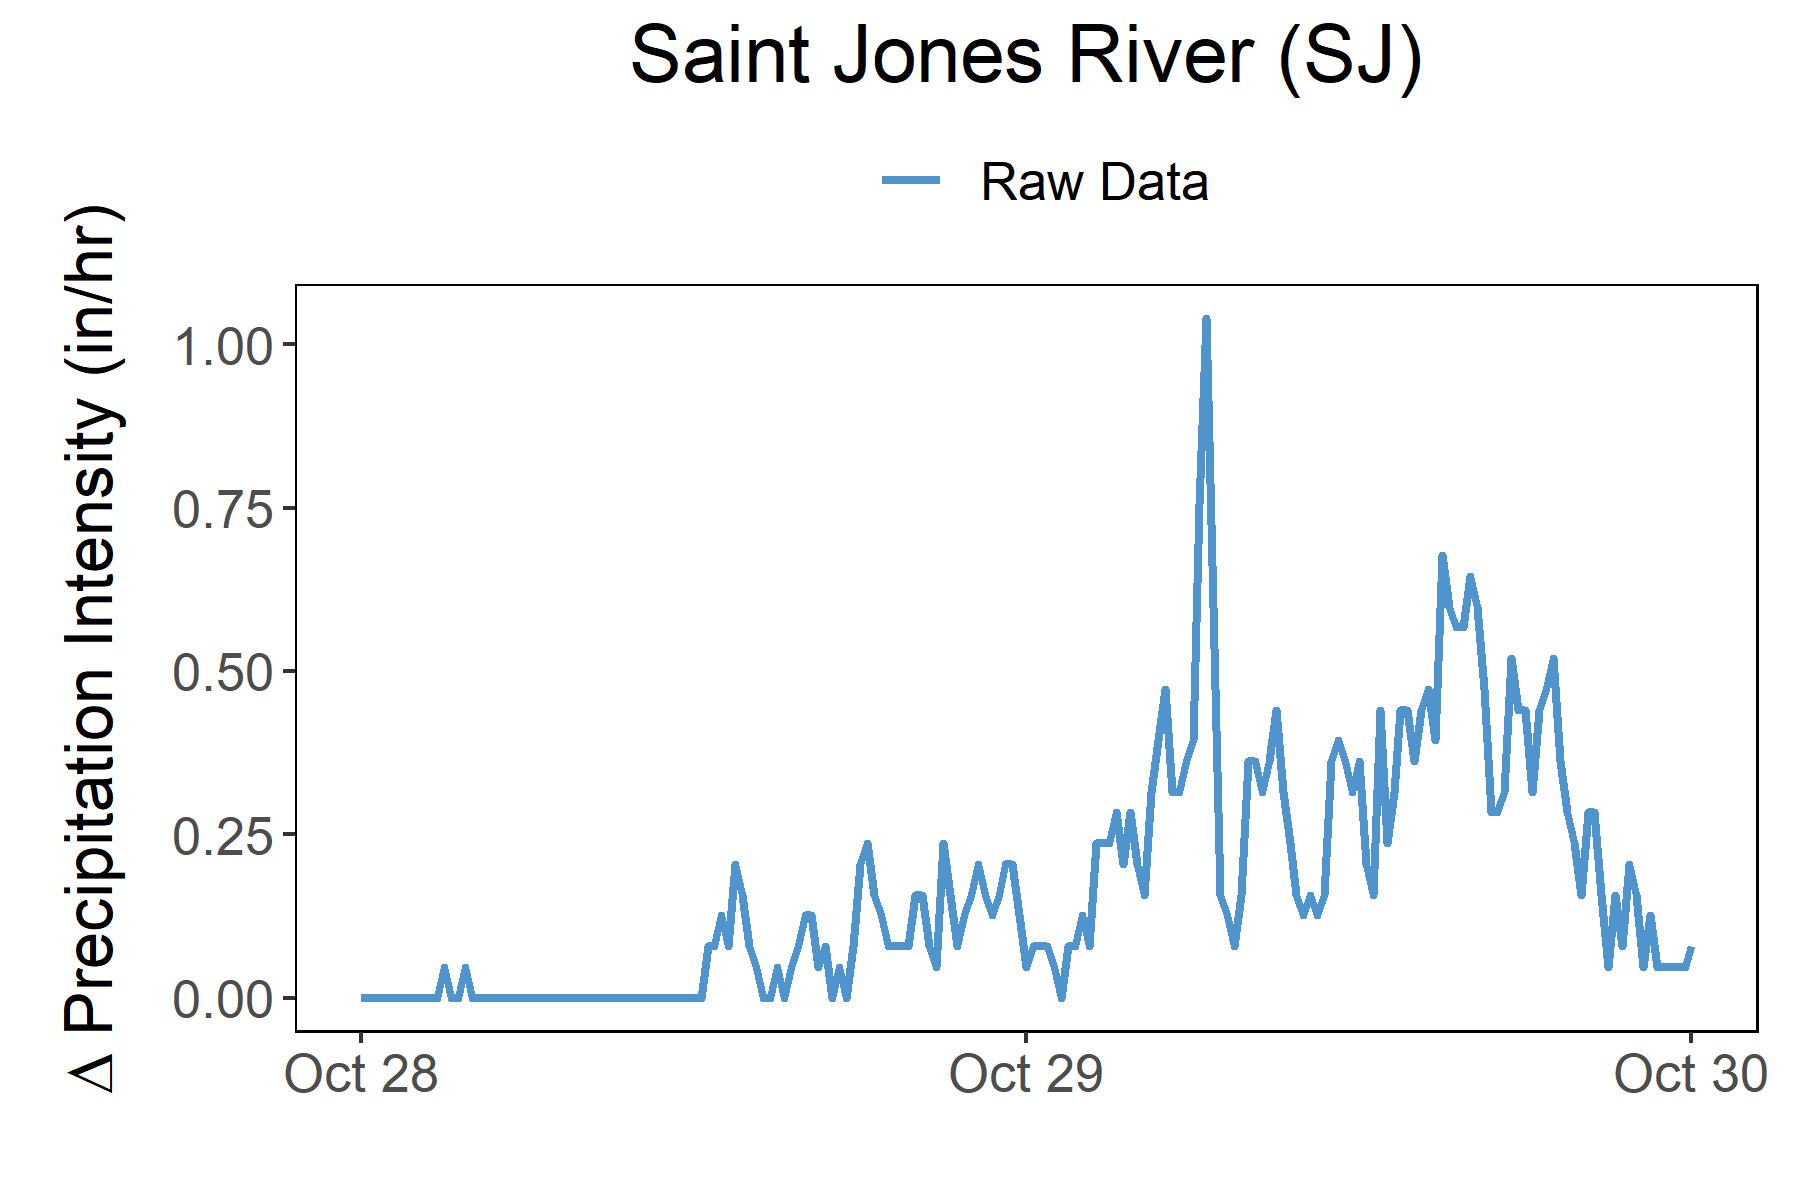 Saint Jones River (SJ)
Raw Data
Δ Precipitation Intensity (in/hr)
1.00
0.75
0.50
0.25
0.00
Oct 28
Oct 29
Oct 30